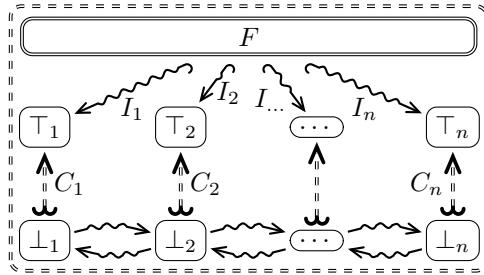 F
I₁ I₂ I... Iₙ
⊤₁ ⊤₂ ... ⊤ₙ
C₁ C₂ Cₙ
⊥₁ ⊥₂ ... ⊥ₙ